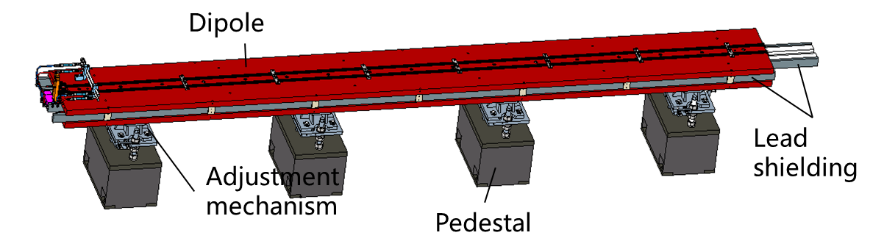 Dipole
Lead
shielding
Adjustment
mechanism
Pedestal